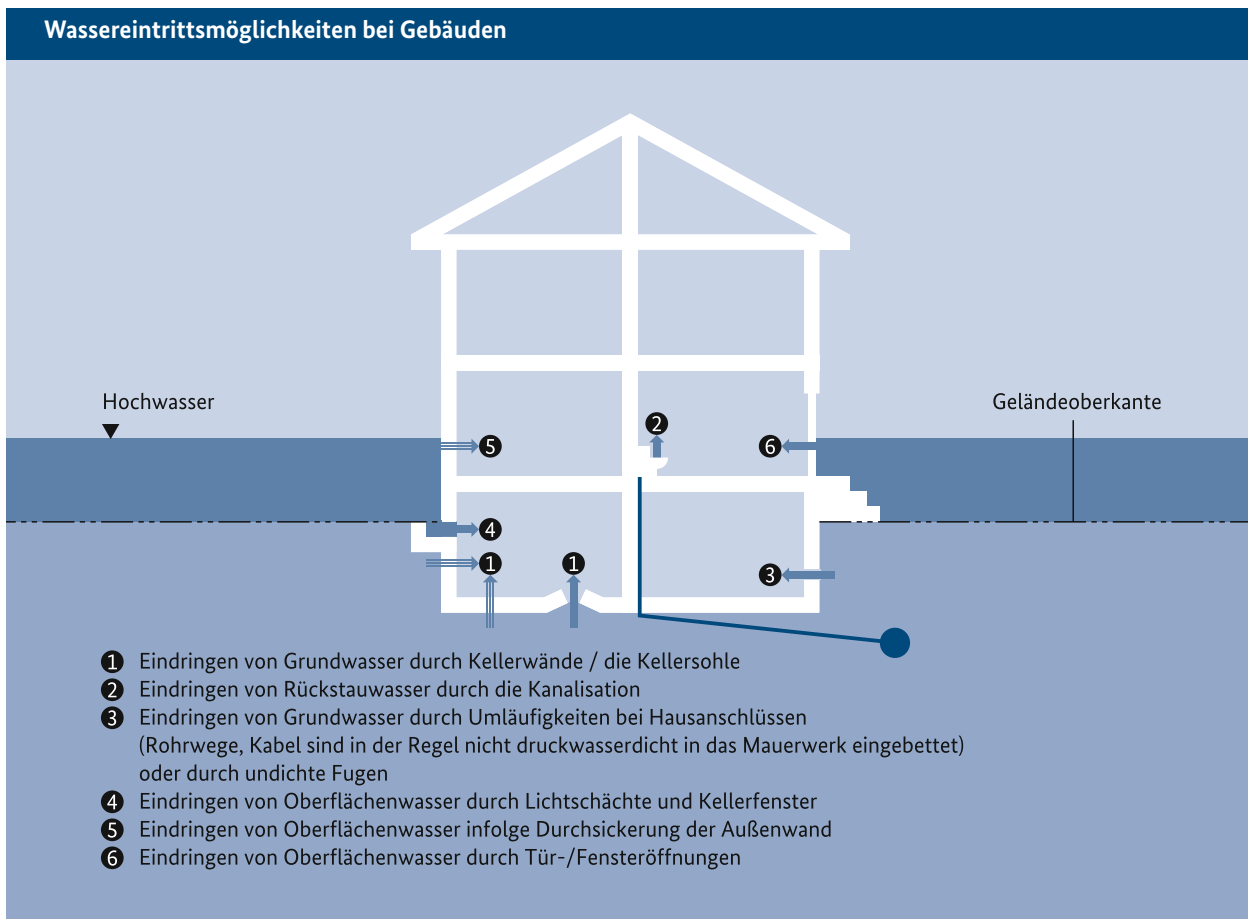 Wassereintrittsmöglichkeiten bei Gebäuden
Hochwasser
Geländeoberkante
2
5
6
4
1
1
3
1 Eindringen von Grundwasser durch Kellerwände / die Kellersohle
2 Eindringen von Rückstauwasser durch die Kanalisation
3 Eindringen von Grundwasser durch Umläufigkeiten bei Hausanschlüssen
(Rohrwege, Kabel sind in der Regel nicht druckwasserdicht in das Mauerwerk eingebettet)
oder durch undichte Fugen
4 Eindringen von Oberflächenwasser durch Lichtschächte und Kellerfenster
5 Eindringen von Oberflächenwasser infolge Durchsickerung der Außenwand
6 Eindringen von Oberflächenwasser durch Tür-/Fensteröffnungen